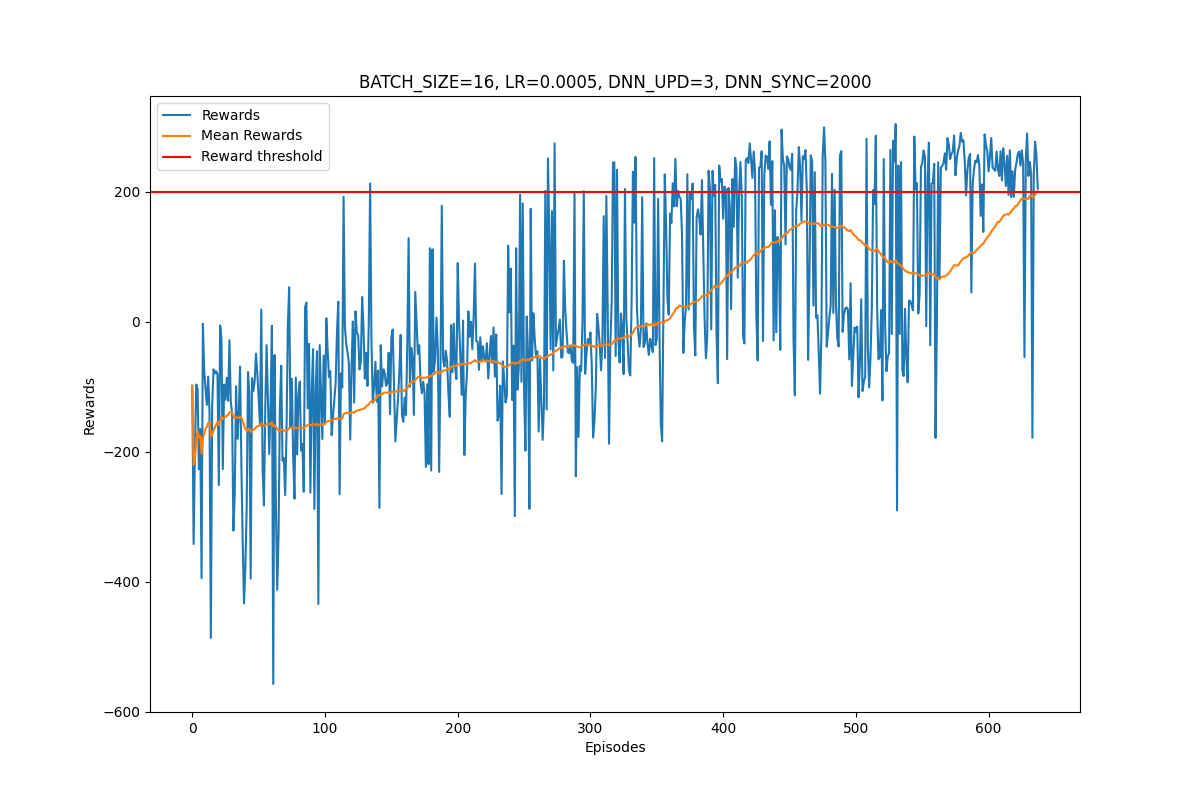 BATCH_SIZE=16, LR=0.0005, DNN_UPD=3, DNN_SYNC=2000
Rewards
Mean Rewards
Reward threshold
200
0
−200
−400
−600
Rewards
0
100
200
300
400
500
600
Episodes